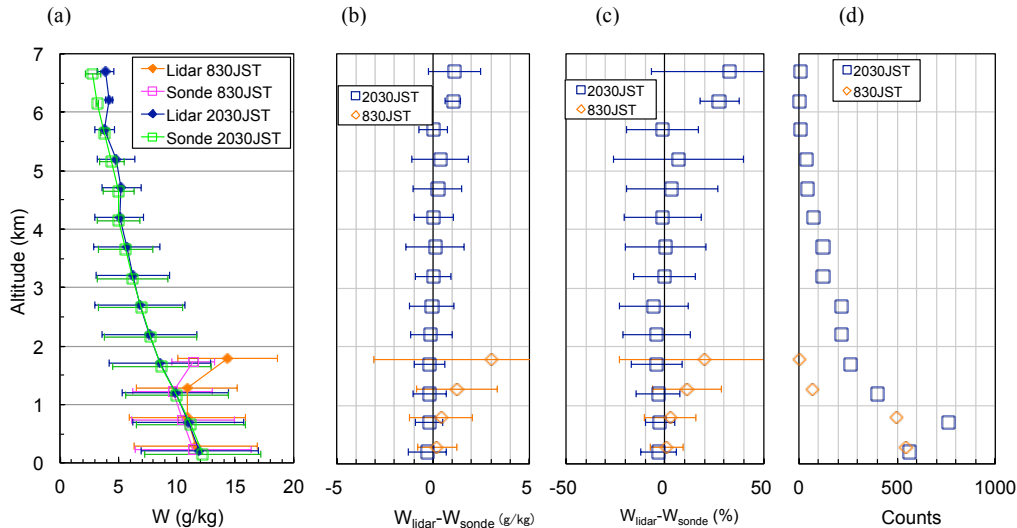 (a)
(b)
(c)
(d)
7
6
5
4
3
2
1
0
Altitude (km)
Lidar 830JST
Sonde 830JST
Lidar 2030JST
Sonde 2030JST
0 5 10 15 20
W (g/kg)
2030JST
830JST
-5 0 5
Wlidar-Wsonde (g/kg)
2030JST
830JST
-50 0 50
Wlidar-Wsonde (%)
2030JST
830JST
0 500 1000
Counts